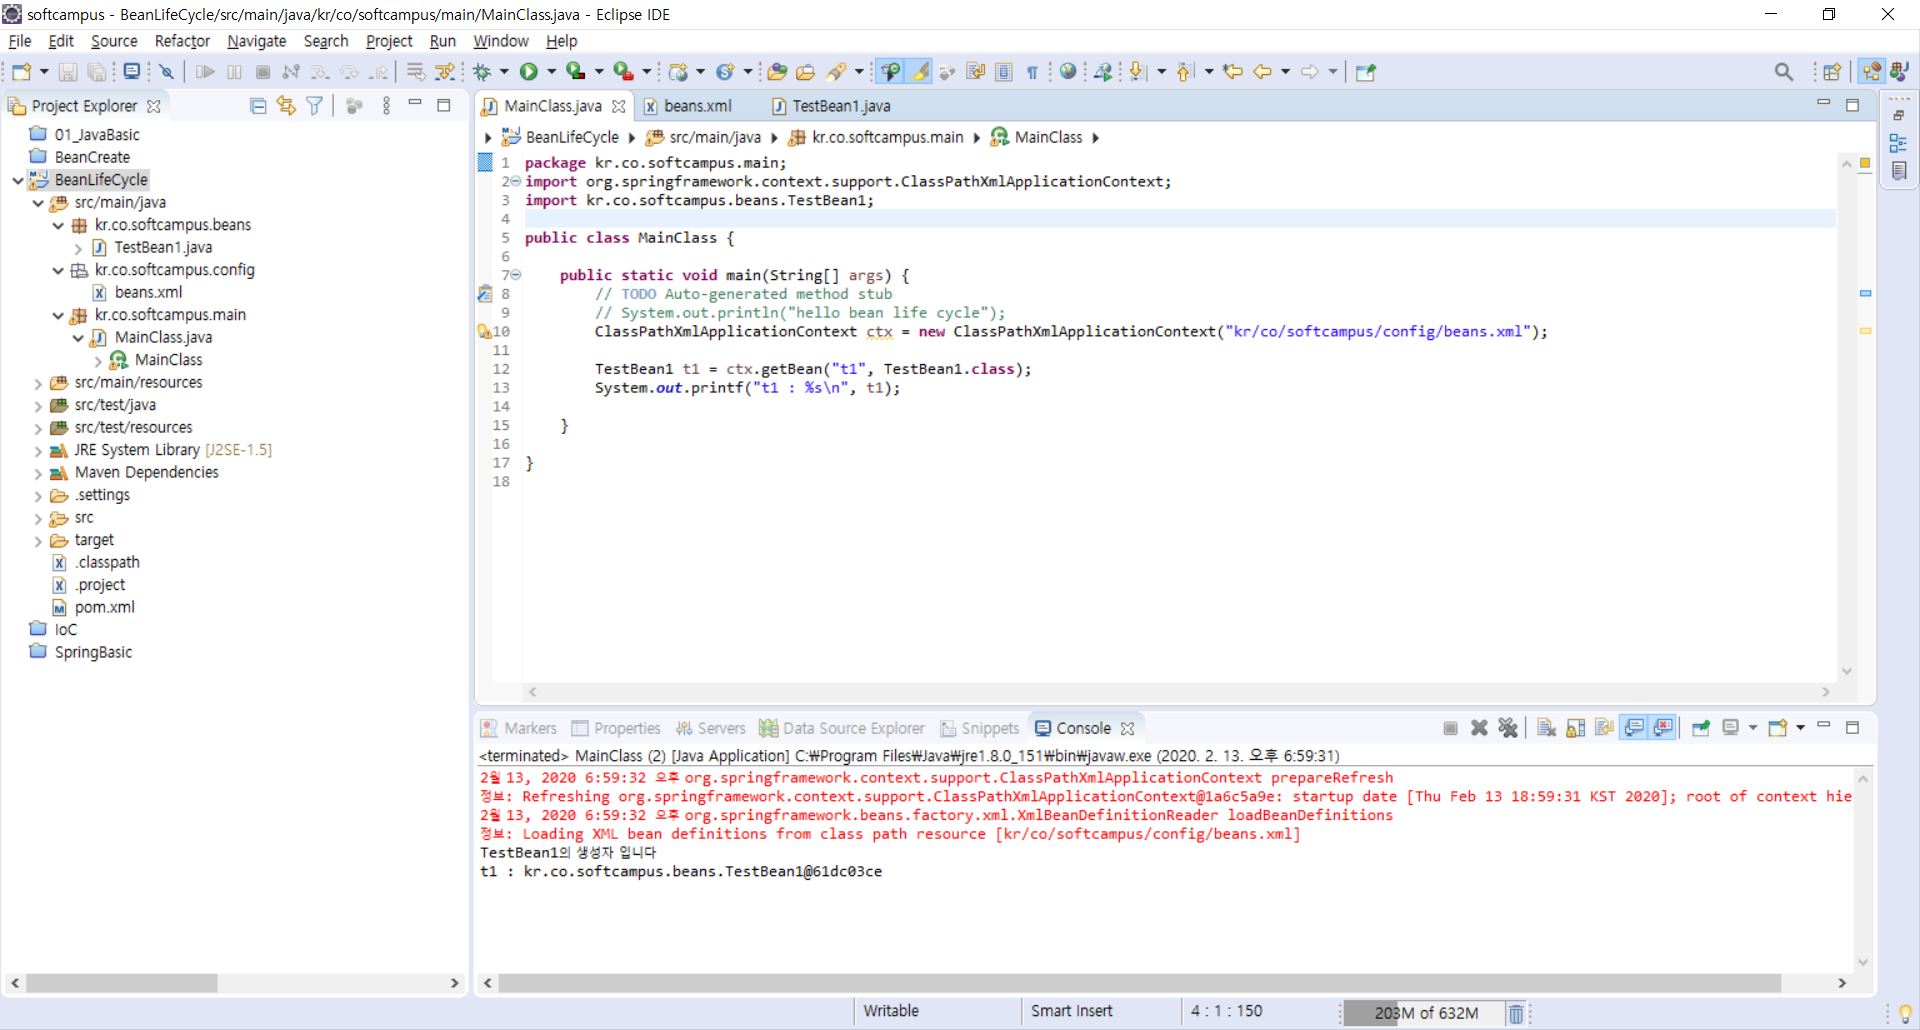 softcampus - BeanLifeCycle/src/main/java/kr/co/softcampus/main/MainClass.java - Eclipse IDE
File Edit Source Refactor Navigate Search Project Run Window Help
Project Explorer
01_JavaBasic
BeanCreate
BeanLifeCycle
src/main/java
kr.co.softcampus.beans
TestBean1.java
kr.co.softcampus.config
beans.xml
kr.co.softcampus.main
MainClass.java
MainClass
src/main/resources
src/test/java
src/test/resources
JRE System Library [J2SE-1.5]
Maven Dependencies
.settings
src
target
.classpath
.project
pom.xml
IoC
SpringBasic
MainClass.java beans.xml TestBean1.java
BeanLifeCycle src/main/java kr.co.softcampus.main MainClass
1 package kr.co.softcampus.main;
2 import org.springframework.context.support.ClassPathXmlApplicationContext;
3 import kr.co.softcampus.beans.TestBean1;
4
5 public class MainClass {
6
7 public static void main(String[] args) {
8 // TODO Auto-generated method stub
9 // System.out.println("hello bean life cycle");
10 ClassPathXmlApplicationContext ctx = new ClassPathXmlApplicationContext("kr/co/softcampus/config/beans.xml");
11
12 TestBean1 t1 = ctx.getBean("t1", TestBean1.class);
13 System.out.printf("t1 : %s\n", t1);
14
15 }
16
17 }
18
Markers Properties Servers Data Source Explorer Snippets Console
<terminated> MainClass (2) [Java Application] C:₩Program Files₩Java₩jre1.8.0_151₩bin₩javaw.exe (2020. 2. 13. 오후 6:59:31)
2월 13, 2020 6:59:32 오후 org.springframework.context.support.ClassPathXmlApplicationContext prepareRefresh
정보: Refreshing org.springframework.context.support.ClassPathXmlApplicationContext@1a6c5a9e: startup date [Thu Feb 13 18:59:31 KST 2020]; root of context hie
2월 13, 2020 6:59:32 오후 org.springframework.beans.factory.xml.XmlBeanDefinitionReader loadBeanDefinitions
정보: Loading XML bean definitions from class path resource [kr/co/softcampus/config/beans.xml]
TestBean1의 생성자 입니다
t1 : kr.co.softcampus.beans.TestBean1@61dc03ce
Writable Smart Insert 4 : 1 : 150 203M of 632M